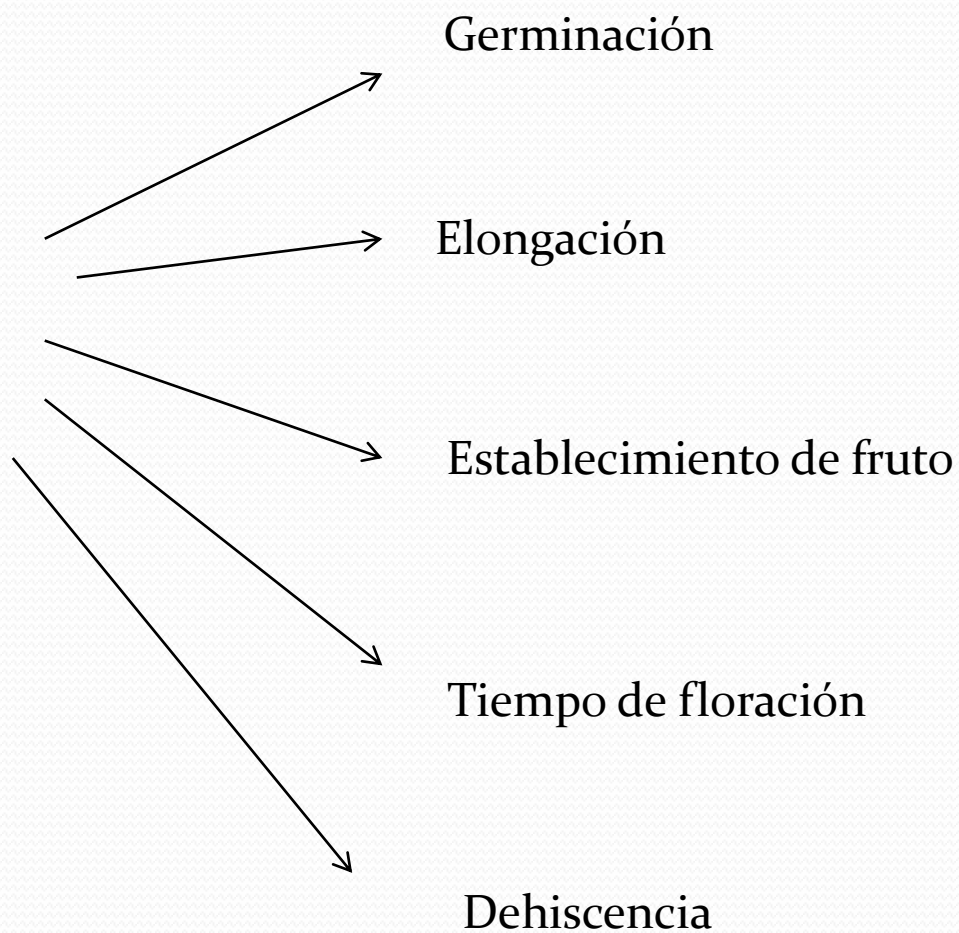 Germinación
Elongación
Establecimiento de fruto
Tiempo de floración
Dehiscencia